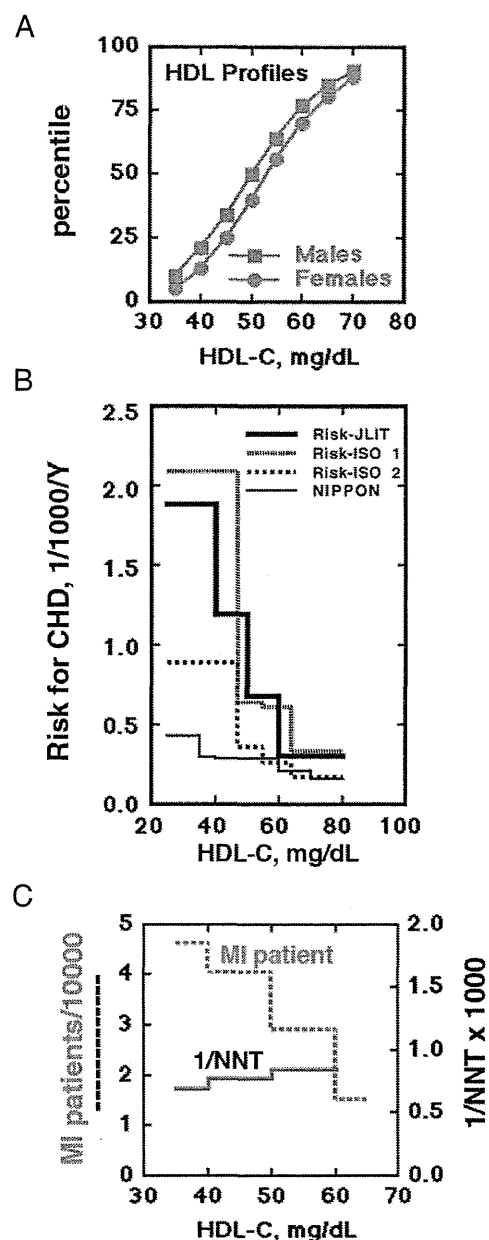 A
100
75
50
25
0
percentile
HDL Profiles
Males
Females
30 40 50 60 70 80
HDL-C, mg/dL
B
2.5
2.0
1.5
1.0
0.5
0.0
Risk for CHD, 1/1000/Y
Risk-JLIT
Risk-ISO 1
Risk-ISO 2
NIPPON
20 40 60 80 100
HDL-C, mg/dL
C
5
4
3
2
1
0
MI patients/10000
MI patient
1/NNT
2.0
1.5
1.0
0.5
0.0
1/NNT x 1000
30 40 50 60 70
HDL-C, mg/dL